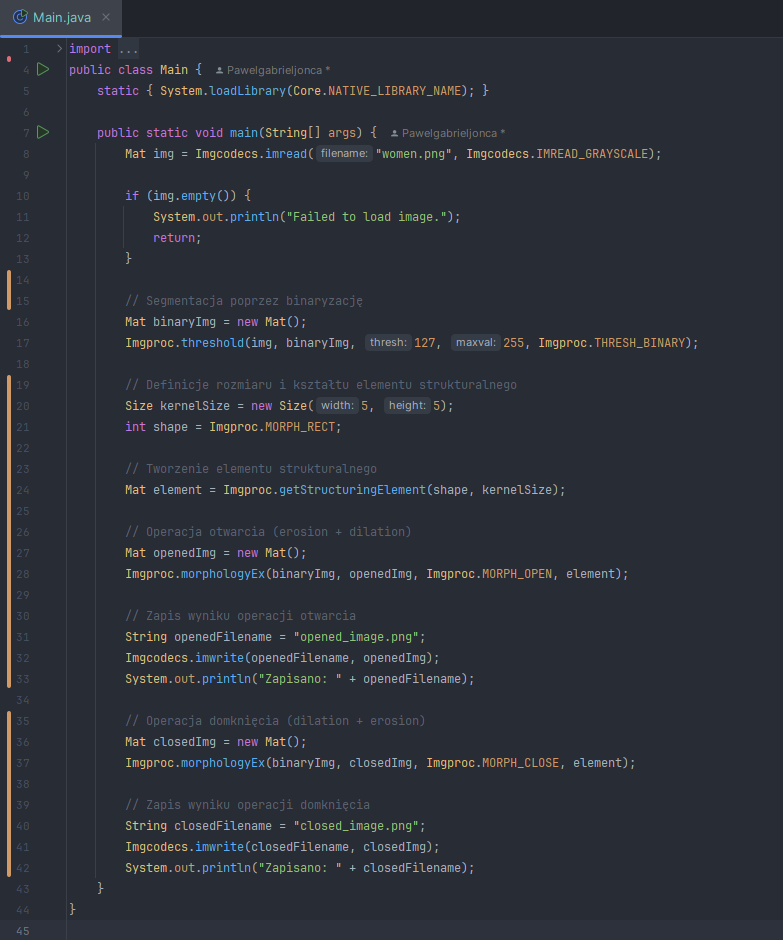 Main.java ×
1 import ...
4 public class Main { Pawelgabrieljonca *
5 static { System.loadLibrary(Core.NATIVE_LIBRARY_NAME); }
6
7 public static void main(String[] args) { Pawelgabrieljonca *
8 Mat img = Imgcodecs.imread( filename: "women.png", Imgcodecs.IMREAD_GRAYSCALE);
9
10 if (img.empty()) {
11 System.out.println("Failed to load image.");
12 return;
13 }
14
15 // Segmentacja poprzez binaryzację
16 Mat binaryImg = new Mat();
17 Imgproc.threshold(img, binaryImg, thresh: 127, maxval: 255, Imgproc.THRESH_BINARY);
18
19 // Definicje rozmiaru i kształtu elementu strukturalnego
20 Size kernelSize = new Size( width: 5, height: 5);
21 int shape = Imgproc.MORPH_RECT;
22
23 // Tworzenie elementu strukturalnego
24 Mat element = Imgproc.getStructuringElement(shape, kernelSize);
25
26 // Operacja otwarcia (erosion + dilation)
27 Mat openedImg = new Mat();
28 Imgproc.morphologyEx(binaryImg, openedImg, Imgproc.MORPH_OPEN, element);
29
30 // Zapis wyniku operacji otwarcia
31 String openedFilename = "opened_image.png";
32 Imgcodecs.imwrite(openedFilename, openedImg);
33 System.out.println("Zapisano: " + openedFilename);
34
35 // Operacja domknięcia (dilation + erosion)
36 Mat closedImg = new Mat();
37 Imgproc.morphologyEx(binaryImg, closedImg, Imgproc.MORPH_CLOSE, element);
38
39 // Zapis wyniku operacji domknięcia
40 String closedFilename = "closed_image.png";
41 Imgcodecs.imwrite(closedFilename, closedImg);
42 System.out.println("Zapisano: " + closedFilename);
43 }
44 }
45